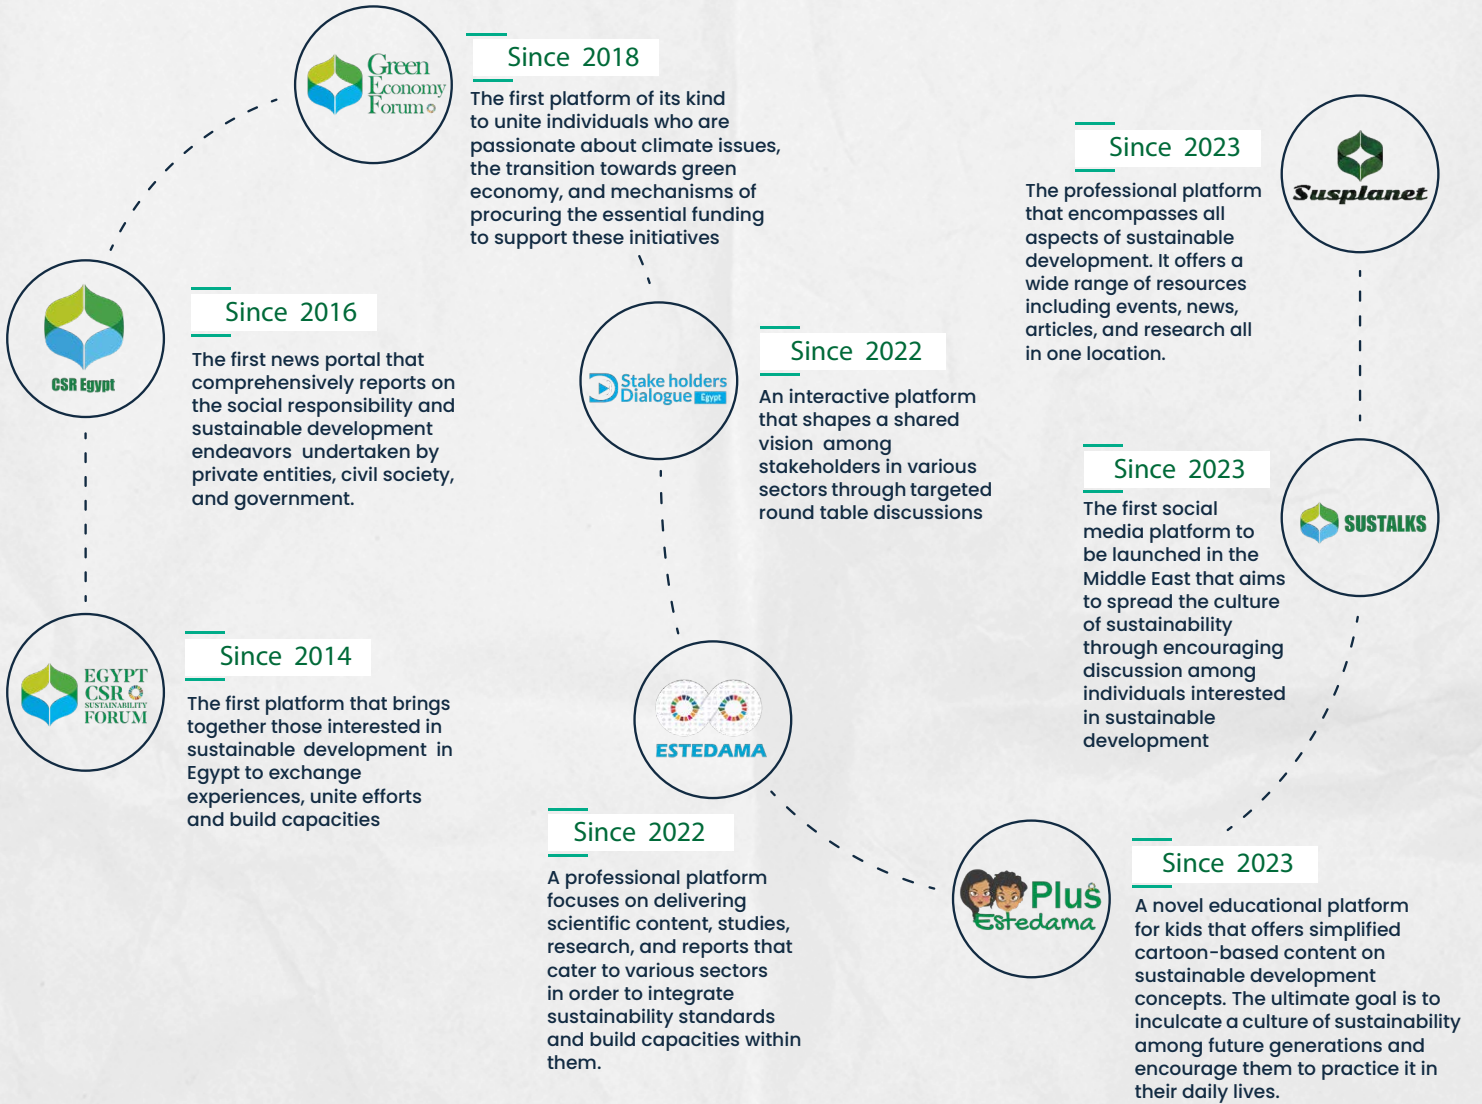 Green
Economy
Forum
Since 2018
The first platform of its kind
to unite individuals who are
passionate about climate issues,
the transition towards green
economy, and mechanisms of
procuring the essential funding
to support these initiatives
CSR Egypt
Since 2016
The first news portal that
comprehensively reports on
the social responsibility and
sustainable development
endeavors undertaken by
private entities, civil society,
and government.
EGYPT
CSR
SUSTAINABILITY
FORUM
Since 2014
The first platform that brings
together those interested in
sustainable development in
Egypt to exchange
experiences, unite efforts
and build capacities
Stake holders
Dialogue Egypt
Since 2022
An interactive platform
that shapes a shared
vision among
stakeholders in various
sectors through targeted
round table discussions
ESTEDAMA
Since 2022
A professional platform
focuses on delivering
scientific content, studies,
research, and reports that
cater to various sectors
in order to integrate
sustainability standards
and build capacities within
them.
Plus
Estedama
Since 2023
A novel educational platform
for kids that offers simplified
cartoon-based content on
sustainable development
concepts. The ultimate goal is to
inculcate a culture of sustainability
among future generations and
encourage them to practice it in
their daily lives.
SUSTALKS
Since 2023
The first social
media platform to
be launched in the
Middle East that aims
to spread the culture
of sustainability
through encouraging
discussion among
individuals interested
in sustainable
development
Susplanet
Since 2023
The professional platform
that encompasses all
aspects of sustainable
development. It offers a
wide range of resources
including events, news,
articles, and research all
in one location.